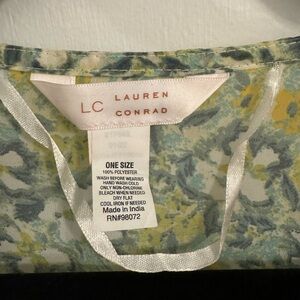 LC LAUREN
CONRAD
ONE SIZE
100% POLYESTER
WASH BEFORE WEARING
HAND WASH COLD
ONLY NON-CHLORINE
BLEACH WHEN NEEDED
DRY FLAT
COOL IRON IF NEEDED
Made in India
RN#98072